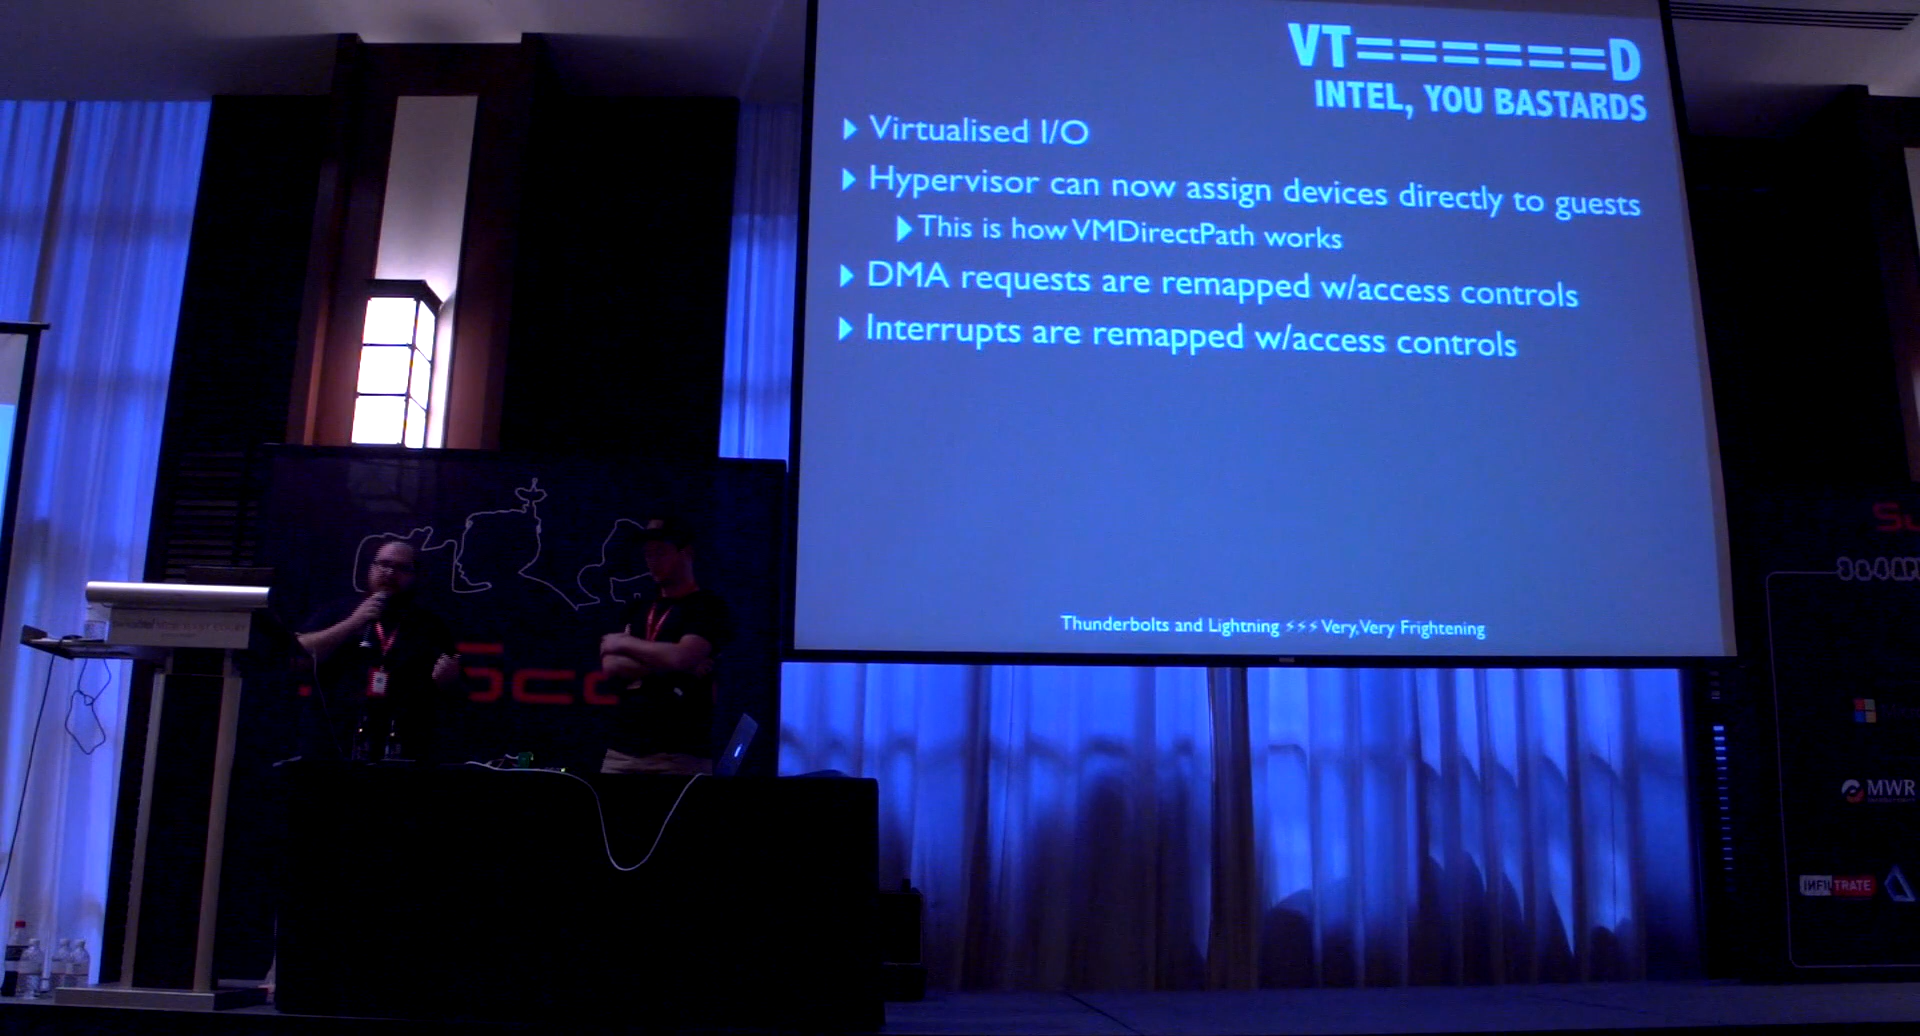 VT======D
INTEL, YOU BASTARDS
Virtualised I/O
Hypervisor can now assign devices directly to guests
This is how VMDirectPath works
DMA requests are remapped w/access controls
Interrupts are remapped w/access controls
Thunderbolts and Lightning ⚡⚡⚡ Very, Very Frightening
MWR
INFILTRATE